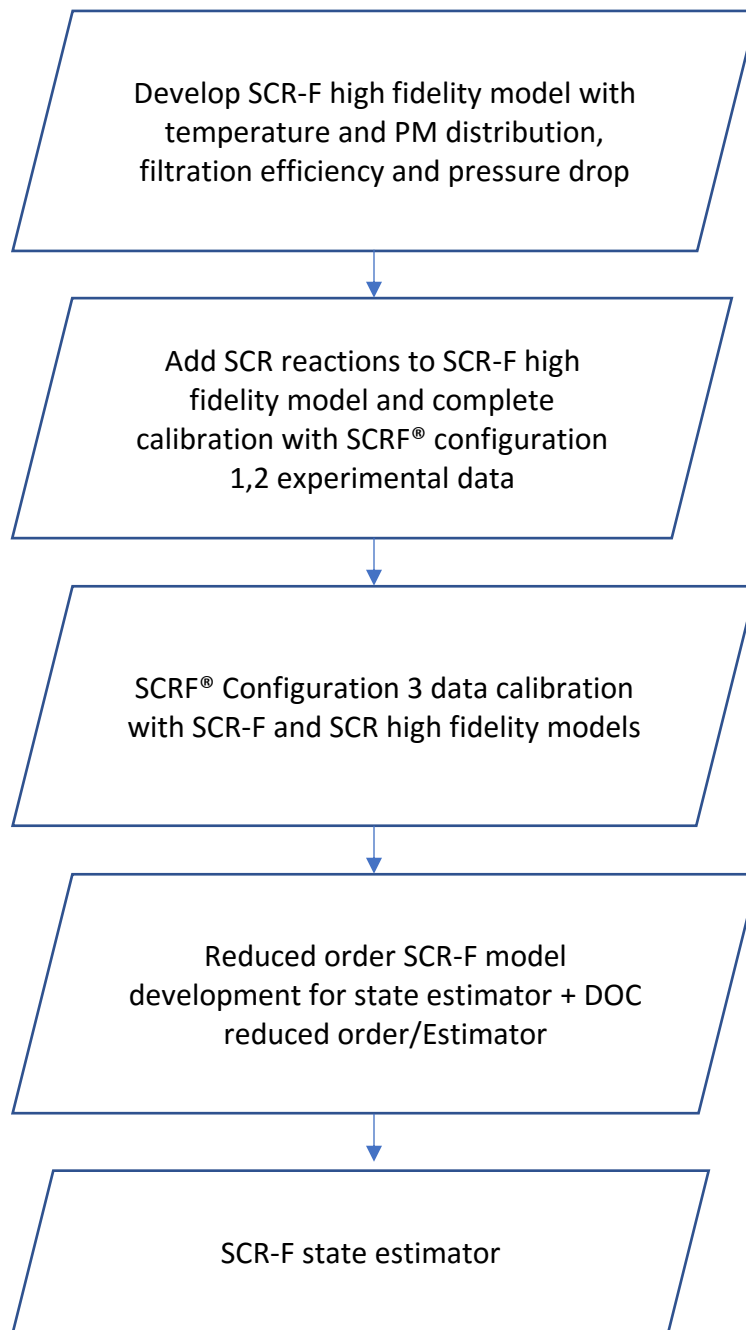 Develop SCR-F high fidelity model with
temperature and PM distribution,
filtration efficiency and pressure drop
Add SCR reactions to SCR-F high
fidelity model and complete
calibration with SCRF® configuration
1,2 experimental data
SCRF® Configuration 3 data calibration
with SCR-F and SCR high fidelity models
Reduced order SCR-F model
development for state estimator + DOC
reduced order/Estimator
SCR-F state estimator